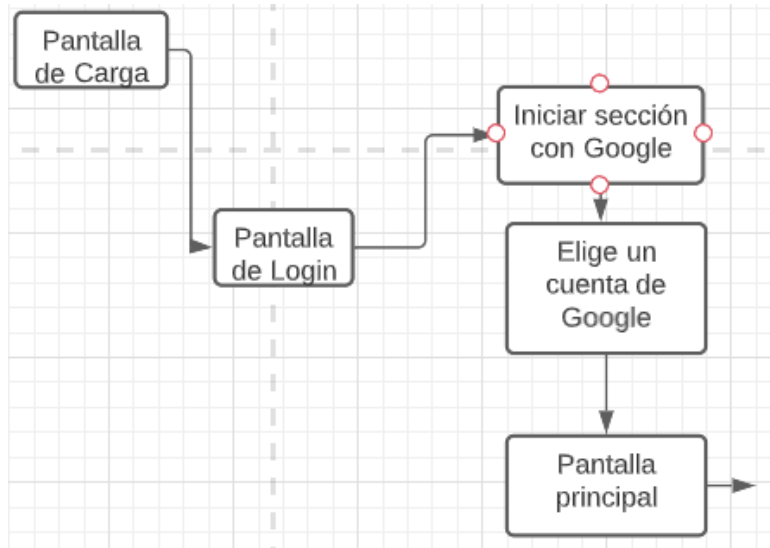 Pantalla
de Carga
Iniciar sección
con Google
Pantalla
de Login
Elige un
cuenta de
Google
Pantalla
principal